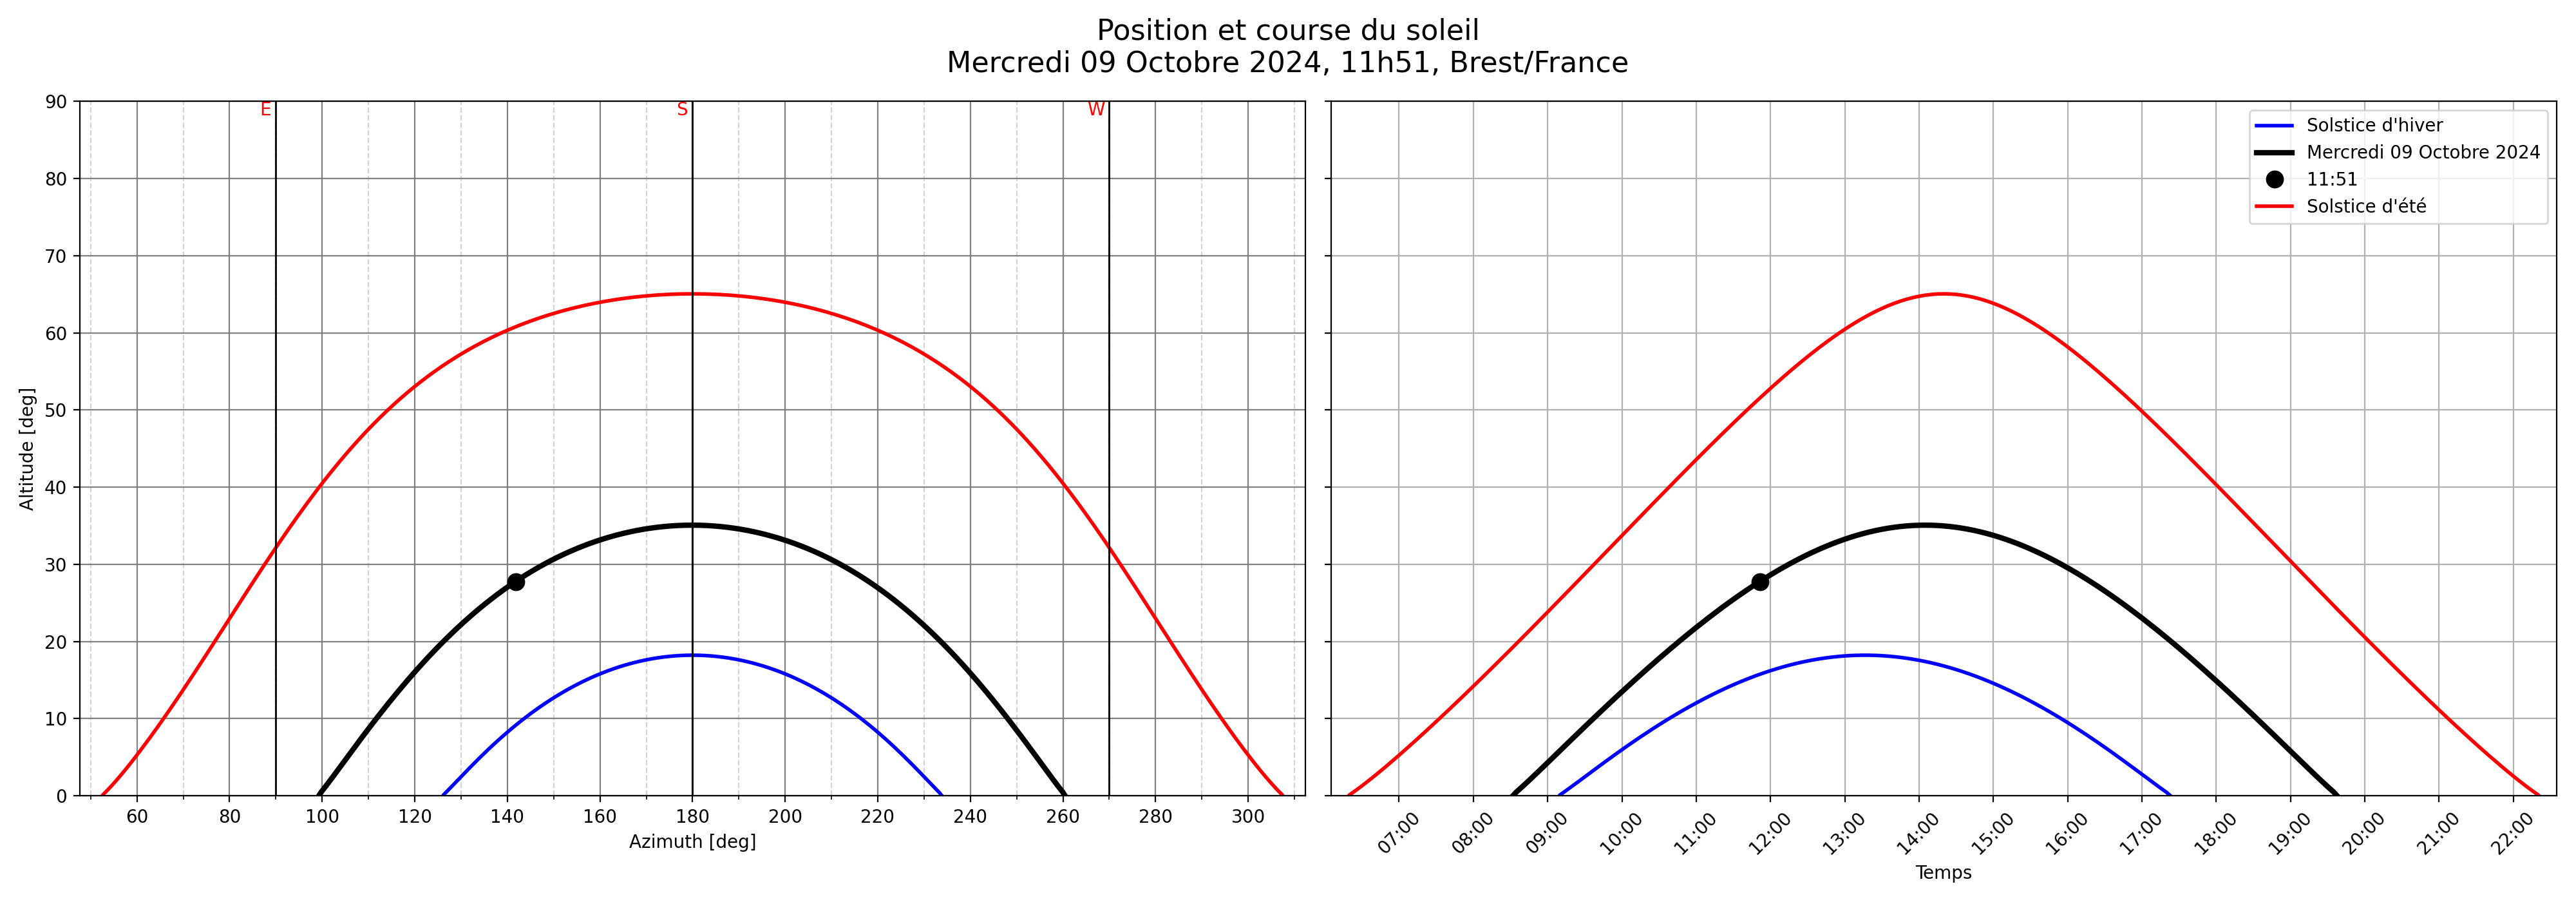 Position et course du soleil
Mercredi 09 Octobre 2024, 11h51, Brest/France
E
S
W
90
80
70
60
50
40
30
20
10
0
Altitude [deg]
60 80 100 120 140 160 180 200 220 240 260 280 300
Azimuth [deg]
Solstice d'hiver
Mercredi 09 Octobre 2024
11:51
Solstice d'été
07:00 08:00 09:00 10:00 11:00 12:00 13:00 14:00 15:00 16:00 17:00 18:00 19:00 20:00 21:00 22:00
Temps